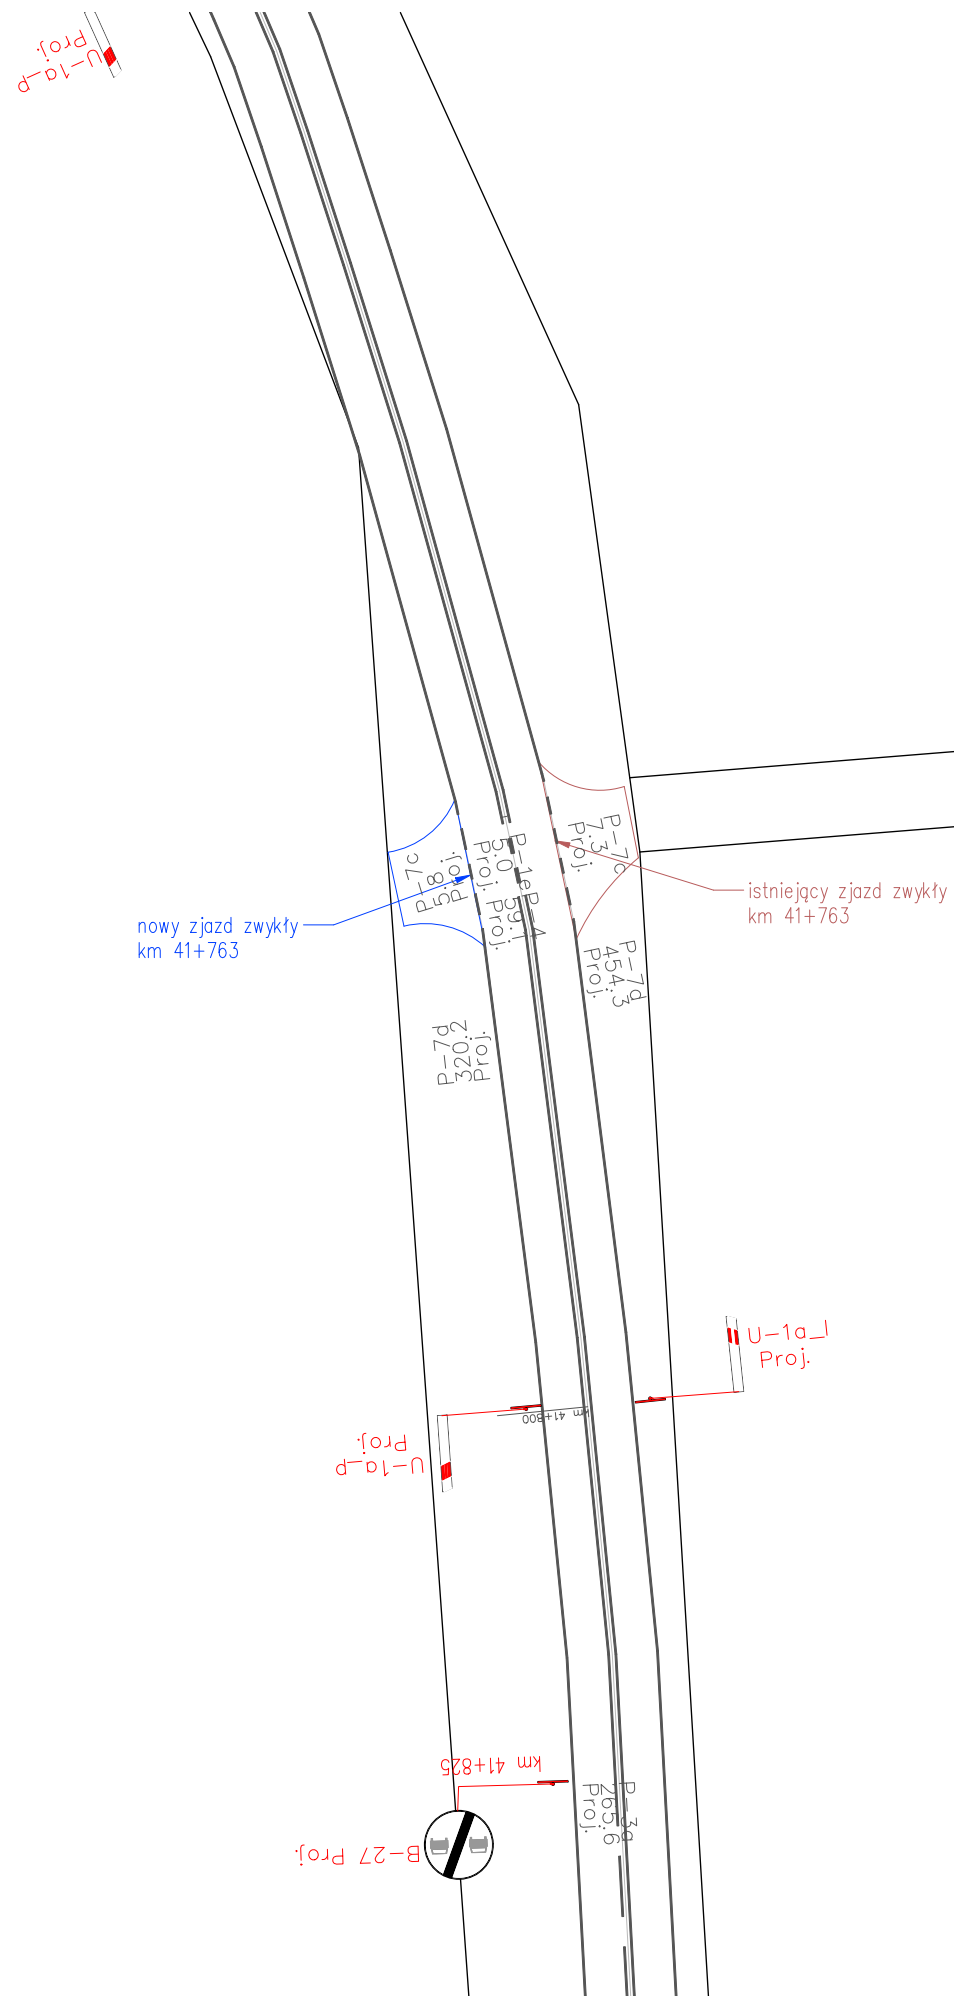 U-1a_p
Proj.
P-7c
5.8
Proj.
P-1e
5.0
Proj.
P-4
59.1
Proj.
P-7c
7.3
Proj.
istniejący zjazd zwykły
km 41+763
nowy zjazd zwykły
km 41+763
P-7d
454.3
Proj.
P-7d
320.2
Proj.
U-1a_l
Proj.
km 41+800
U-1a_p
Proj.
km 41+825
P-3a
265.6
Proj.
B-27 Proj.